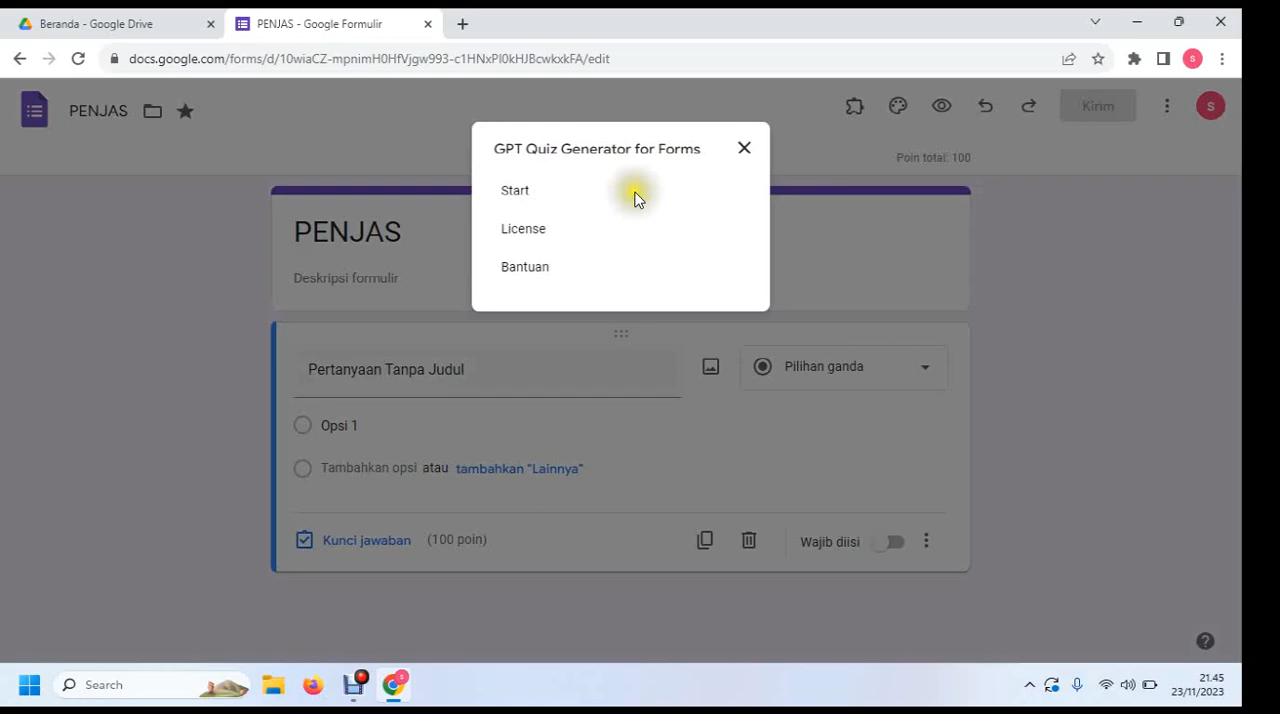 Beranda - Google Drive
PENJAS - Google Formulir
docs.google.com/forms/d/10wiaCZ-mpnimH0HfVjgw993-c1HNxPI0kHJBcwkxkFA/edit
S
PENJAS
Kirim
S
GPT Quiz Generator for Forms
Poin total: 100
Start
PENJAS
License
Bantuan
Deskripsi formulir
Pertanyaan Tanpa Judul
Pilihan ganda
Opsi 1
Tambahkan opsi atau tambahkan "Lainnya"
Kunci jawaban (100 poin)
Wajib diisi
Search
S
21.45
23/11/2023